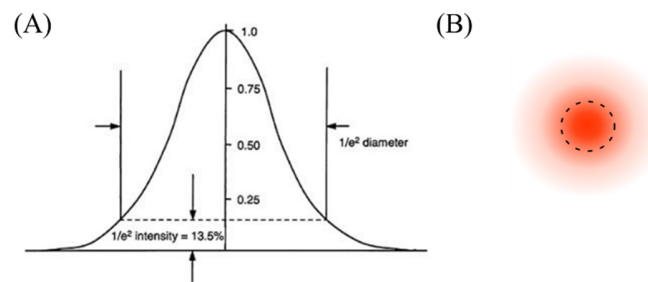 (A)
(B)
1.0
0.75
0.50
1/e² diameter
0.25
1/e² intensity = 13.5%